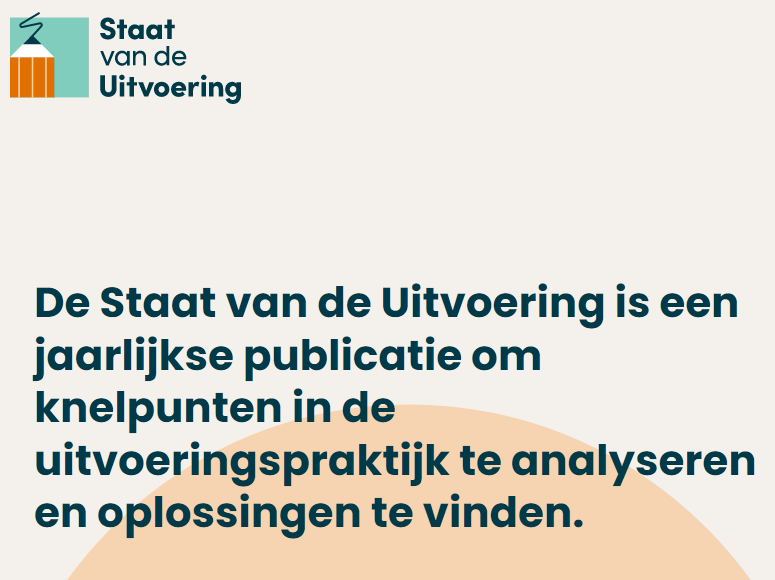 Staat
van de
Uitvoering
De Staat van de Uitvoering is een
jaarlijkse publicatie om
knelpunten in de
uitvoeringspraktijk te analyseren
en oplossingen te vinden.